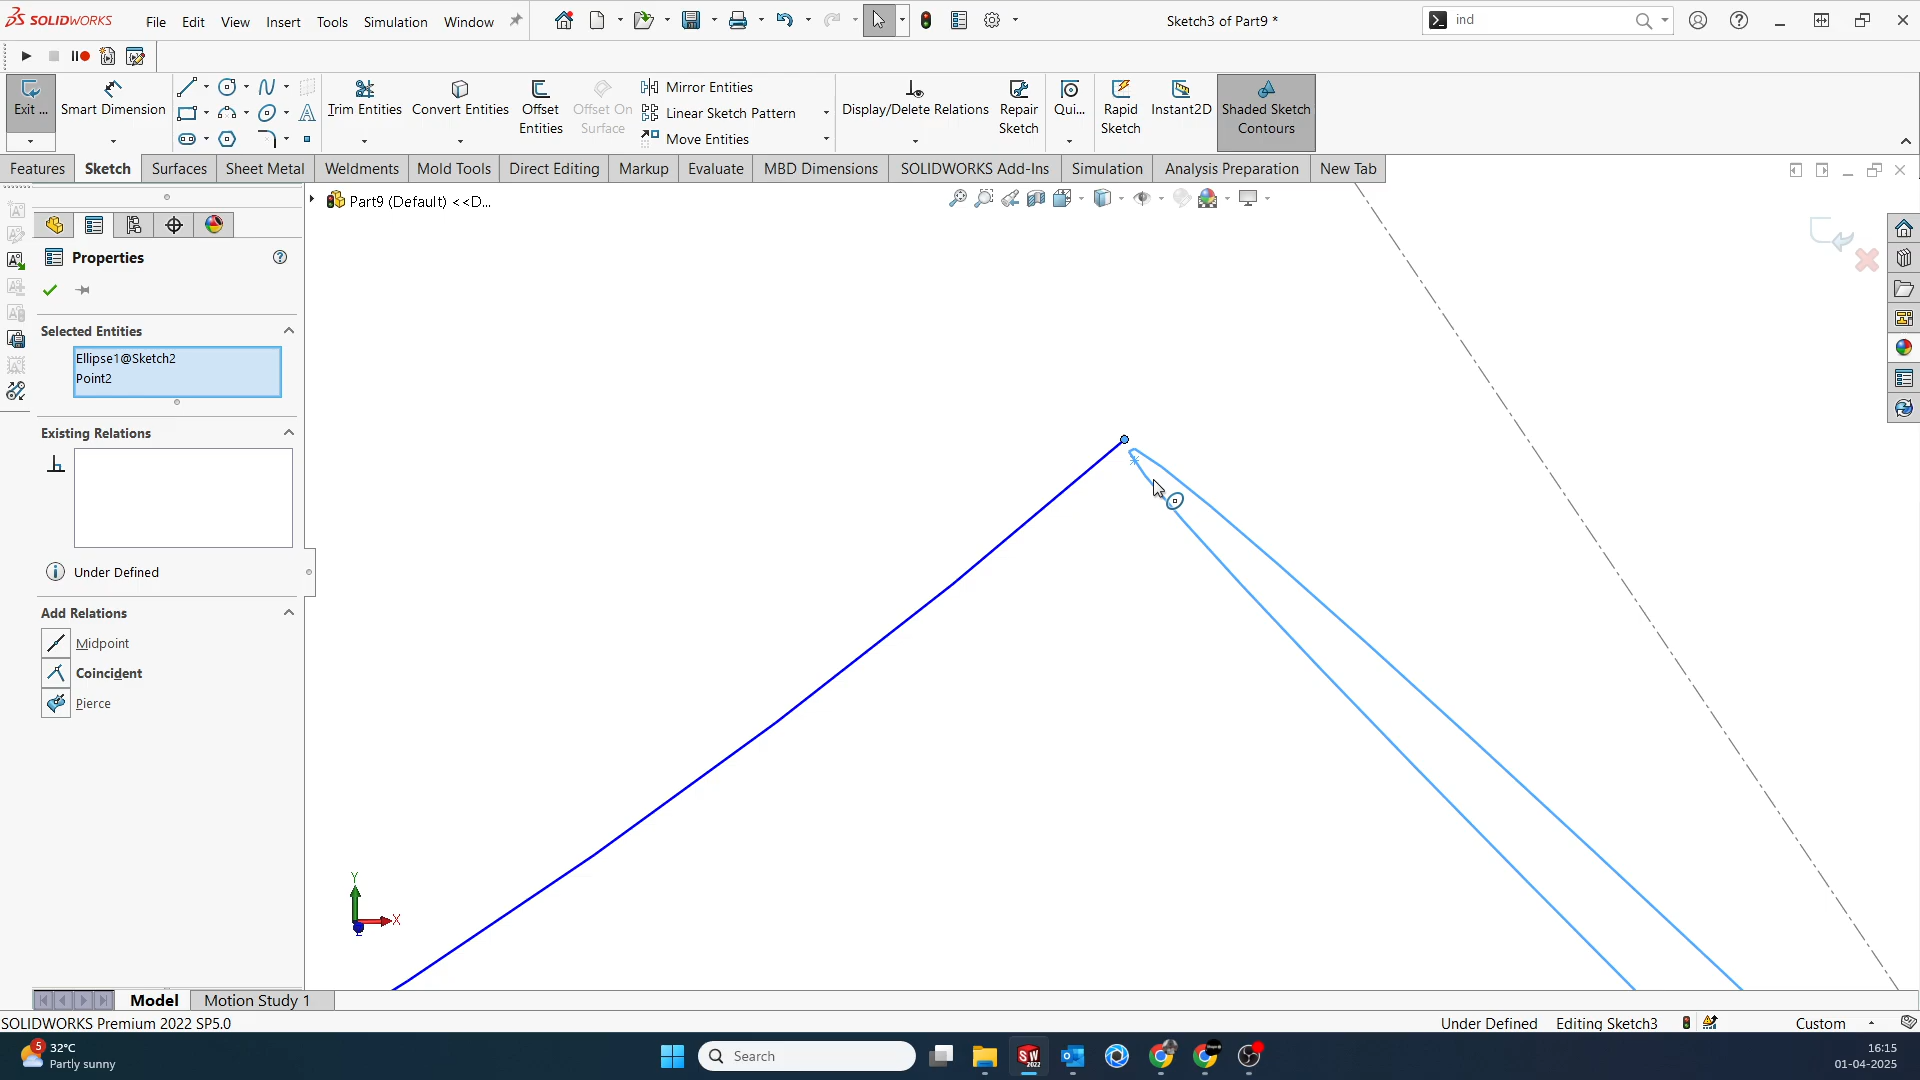 SOLIDWORKS File Edit View Insert Tools Simulation Window Sketch3 of Part9 * ind
Exit ... Smart Dimension Trim Entities Convert Entities Offset Entities Offset On Surface Mirror Entities Linear Sketch Pattern Move Entities Display/Delete Relations Repair Sketch Qui... Rapid Sketch Instant2D Shaded Sketch Contours
Features Sketch Surfaces Sheet Metal Weldments Mold Tools Direct Editing Markup Evaluate MBD Dimensions SOLIDWORKS Add-Ins Simulation Analysis Preparation New Tab
Part9 (Default) <<D...
Properties
Selected Entities
Ellipse1@Sketch2
Point2
Existing Relations
Under Defined
Add Relations
Midpoint
Coincident
Pierce
Y
X
Z
Model Motion Study 1
SOLIDWORKS Premium 2022 SP5.0 Under Defined Editing Sketch3 Custom
5 32°C
Partly sunny
Search
SW
2022
16:15
01-04-2025